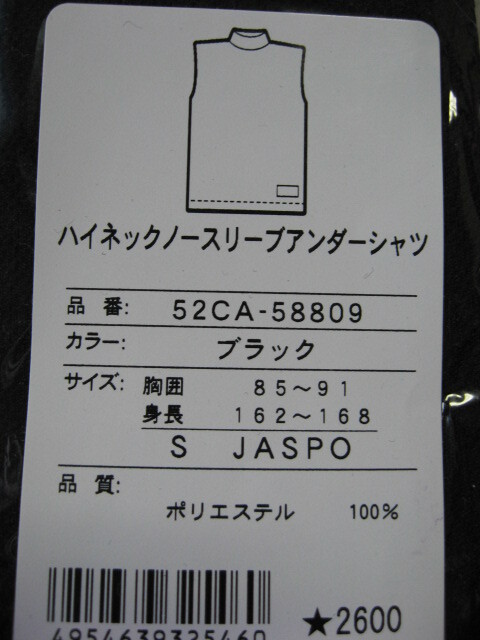 ハイネックノースリーブアンダーシャツ
品 番: 52CA-58809
カラー: ブラック
サイズ: 胸囲 85～91
身長 162～168
S JASPO
品 質:
ポリエステル 100%
4954639325460
★2600